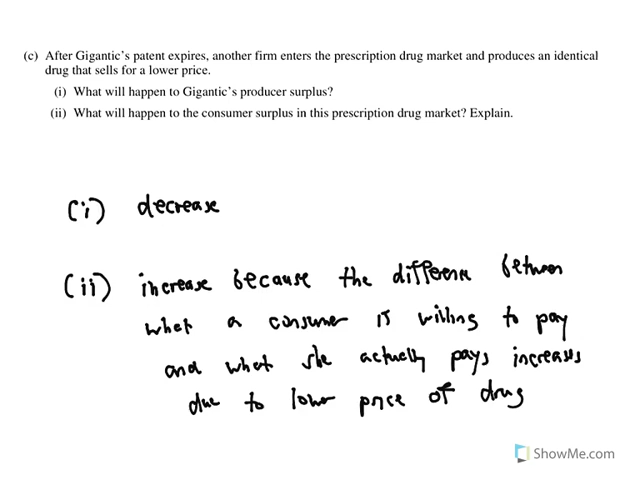 (c) After Gigantic's patent expires, another firm enters the prescription drug market and produces an identical
drug that sells for a lower price.
(i) What will happen to Gigantic's producer surplus?
(ii) What will happen to the consumer surplus in this prescription drug market? Explain.
(i) decrease
(ii) increase because the difference between
what a consumer is willing to pay
and what she actually pays increases
due to lower price of drug
ShowMe.com